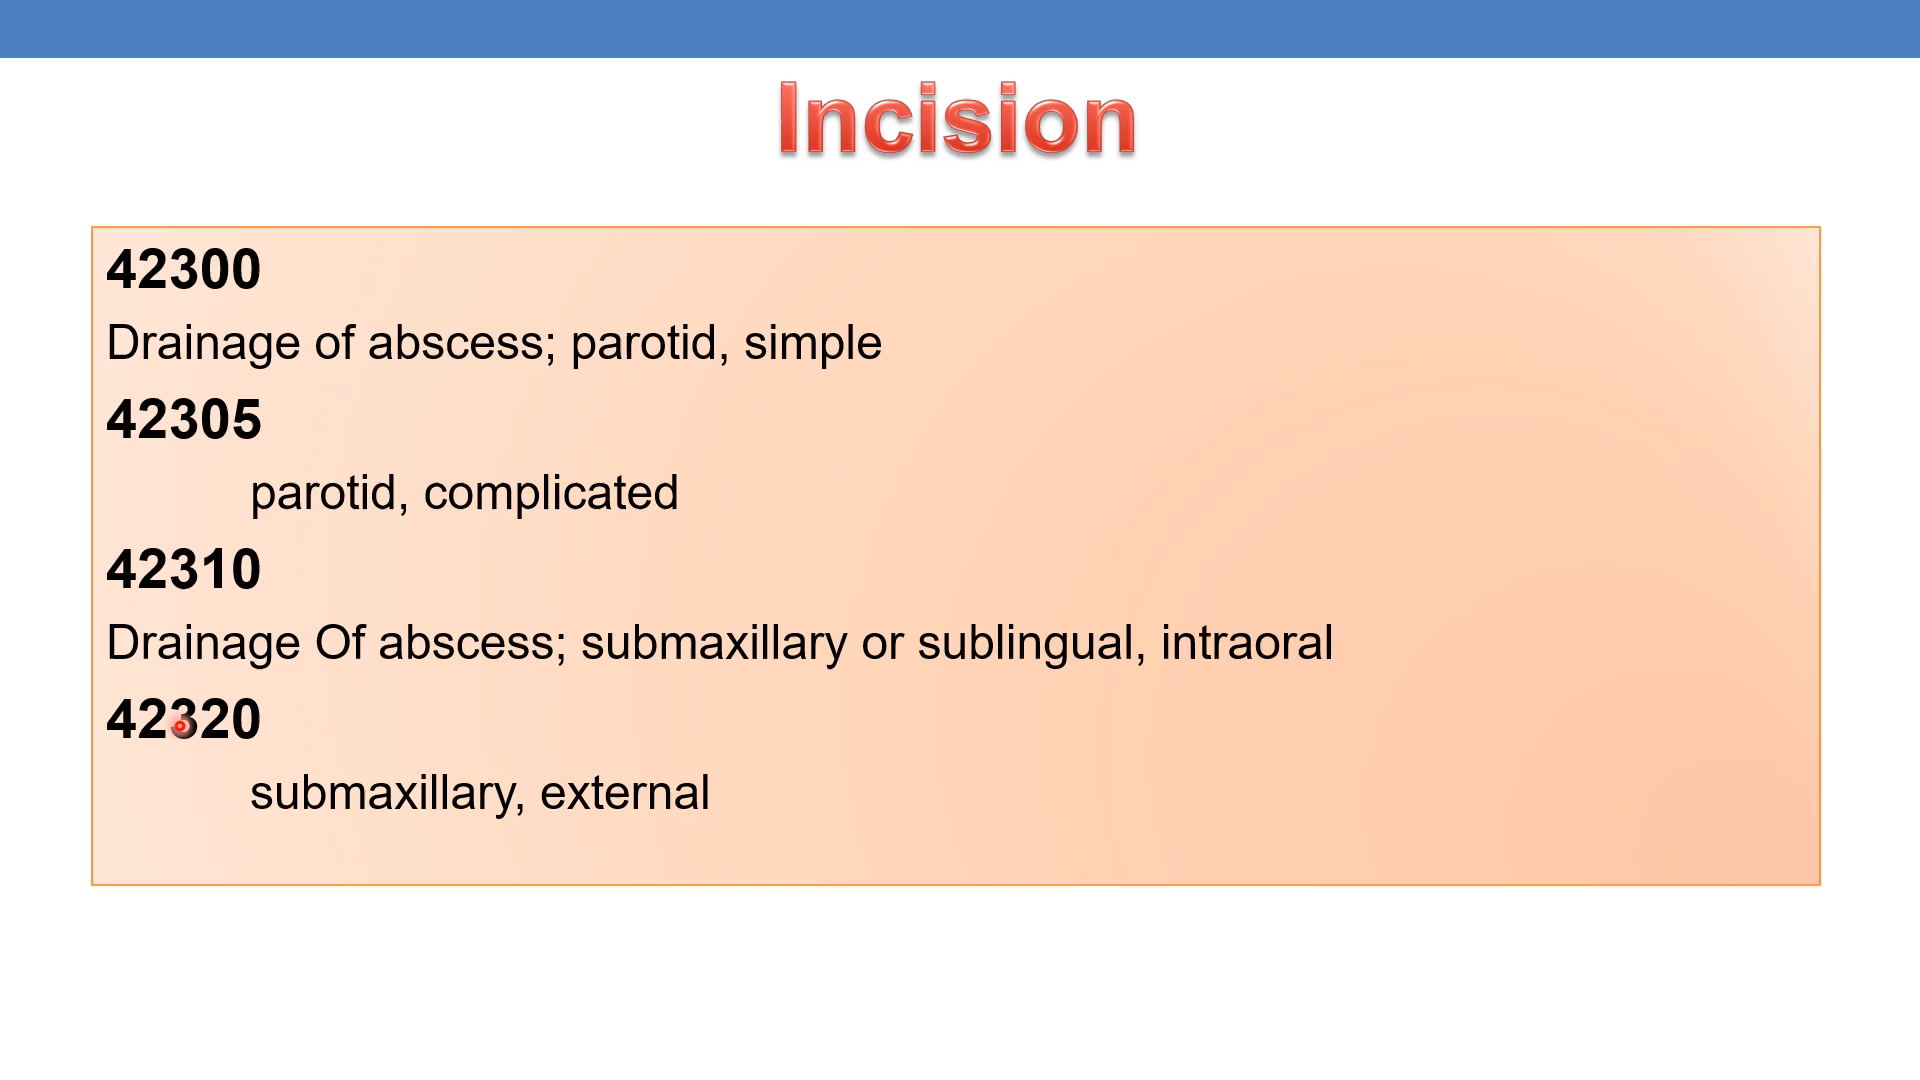 Incision
42300
Drainage of abscess; parotid, simple
42305
parotid, complicated
42310
Drainage Of abscess; submaxillary or sublingual, intraoral
42320
submaxillary, external